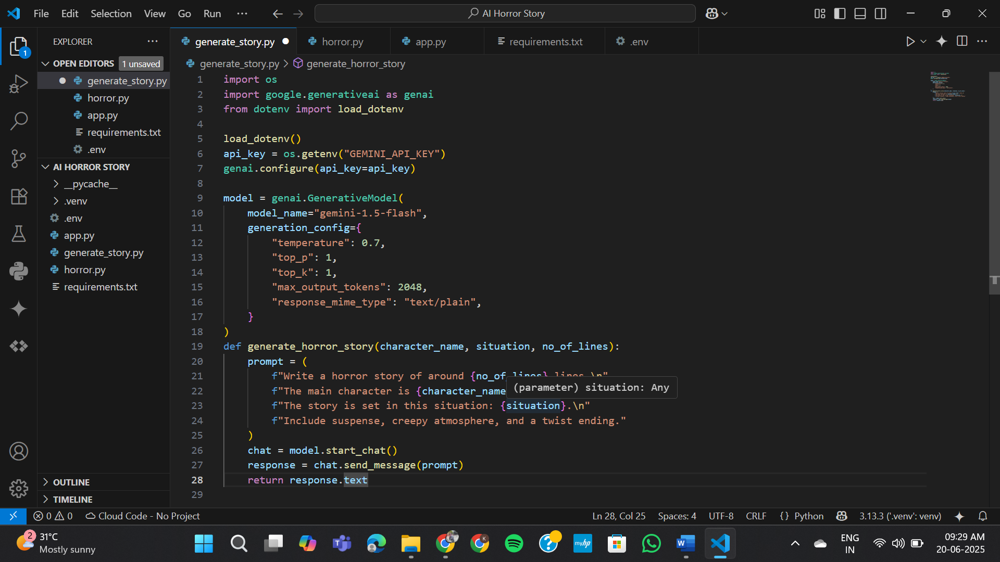 File Edit Selection View Go Run ··· AI Horror Story
EXPLORER
OPEN EDITORS 1 unsaved
generate_story.py
horror.py
app.py
requirements.txt
.env
AI HORROR STORY
__pycache__
.venv
.env
app.py
generate_story.py
horror.py
requirements.txt
OUTLINE
TIMELINE
1
generate_story.py horror.py app.py requirements.txt .env
generate_story.py > generate_horror_story
1 import os
2 import google.generativeai as genai
3 from dotenv import load_dotenv
4
5 load_dotenv()
6 api_key = os.getenv("GEMINI_API_KEY")
7 genai.configure(api_key=api_key)
8
9 model = genai.GenerativeModel(
10     model_name="gemini-1.5-flash",
11     generation_config={
12         "temperature": 0.7,
13         "top_p": 1,
14         "top_k": 1,
15         "max_output_tokens": 2048,
16         "response_mime_type": "text/plain",
17     }
18 )
19 def generate_horror_story(character_name, situation, no_of_lines):
20     prompt = (
21         f"Write a horror story of around {no_of_lines} lines.\n"
22         f"The main character is {character_name
(parameter) situation: Any
23         f"The story is set in this situation: {situation}.\n"
24         f"Include suspense, creepy atmosphere, and a twist ending."
25     )
26     chat = model.start_chat()
27     response = chat.send_message(prompt)
28     return response.text
29
0 0 Cloud Code - No Project Ln 28, Col 25 Spaces: 4 UTF-8 CRLF {} Python 3.13.3 ('.venv': venv)
2 31°C
Mostly sunny
K
myhp
W
ENG
IN
09:29 AM
20-06-2025